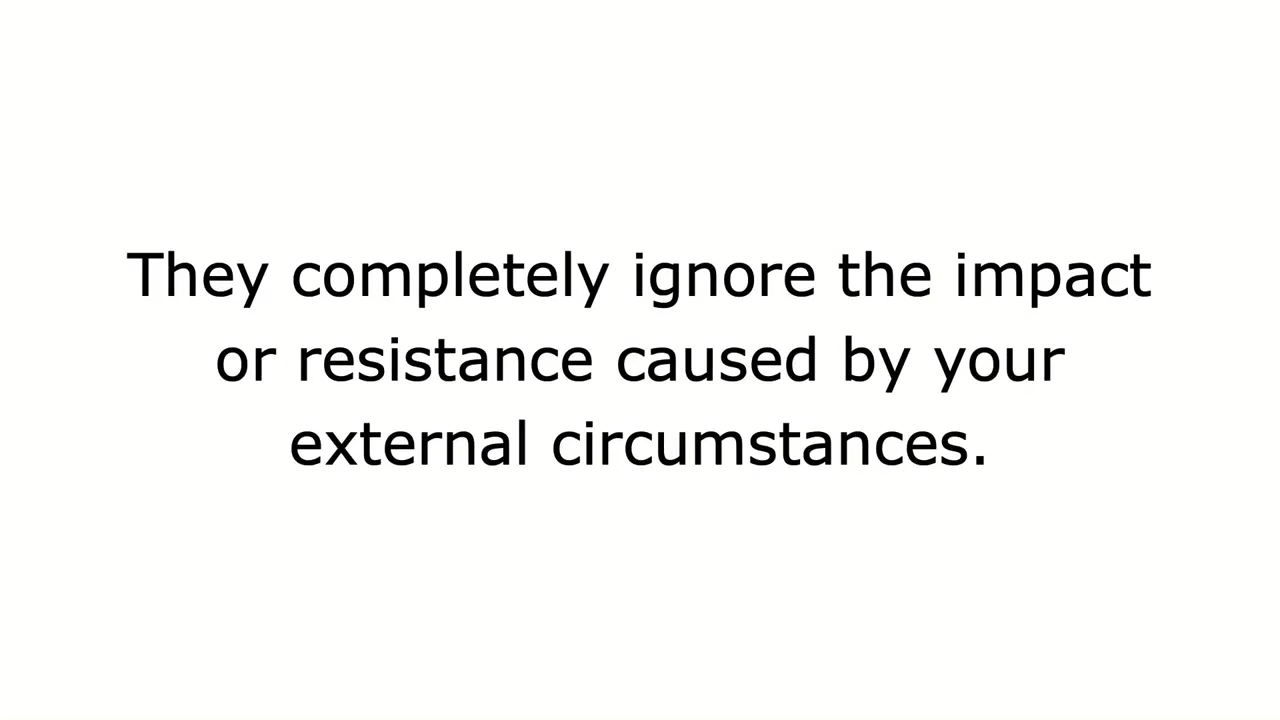 They completely ignore the impact
or resistance caused by your
external circumstances.